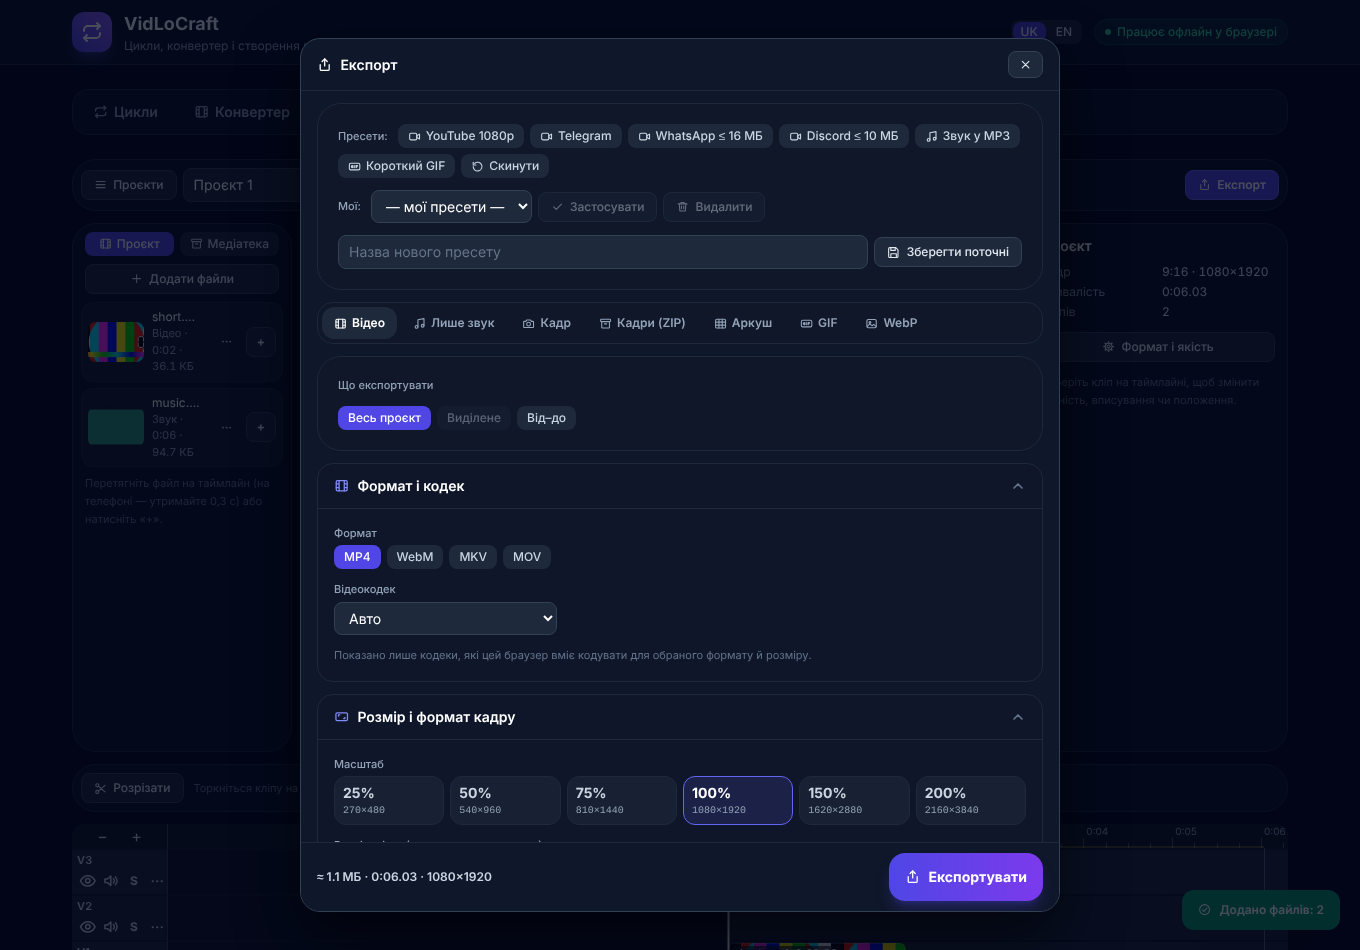 VidLoCraft
Цикли, конвертер і створення
UK EN
Працює офлайн у браузері
Цикли Конвертер
Проєкти Проєкт 1
Експорт
Проєкт Медіатека
Додати файли
short....
Відео ·
0:02 ·
36.1 КБ
music....
Звук ·
0:06 ·
94.7 КБ
Перетягніть файл на таймлайн (на
телефоні — утримайте 0,3 с) або
натисніть «+».
Розрізати
Торкніться кліпу на
V3
S
V2
S
Експорт
Пресети: YouTube 1080p Telegram WhatsApp ≤ 16 МБ Discord ≤ 10 МБ Звук у MP3
Короткий GIF Скинути
Мої: — мої пресети — Застосувати Видалити
Назва нового пресету Зберегти поточні
Відео Лише звук Кадр Кадри (ZIP) Аркуш GIF WebP
Що експортувати
Весь проєкт Виділене Від–до
Формат і кодек
Формат
MP4 WebM MKV MOV
Відеокодек
Авто
Показано лише кодеки, які цей браузер вміє кодувати для обраного формату й розміру.
Розмір і формат кадру
Масштаб
25% 50% 75% 100% 150% 200%
270×480 540×960 810×1440 1080×1920 1620×2880 2160×3840
≈ 1.1 МБ · 0:06.03 · 1080×1920
Експортувати
9:16 · 1080×1920
0:06.03
2
Формат і якість
кліп на таймлайні, щоб змінити
вписування чи положення.
0:04 0:05 0:06
Додано файлів: 2